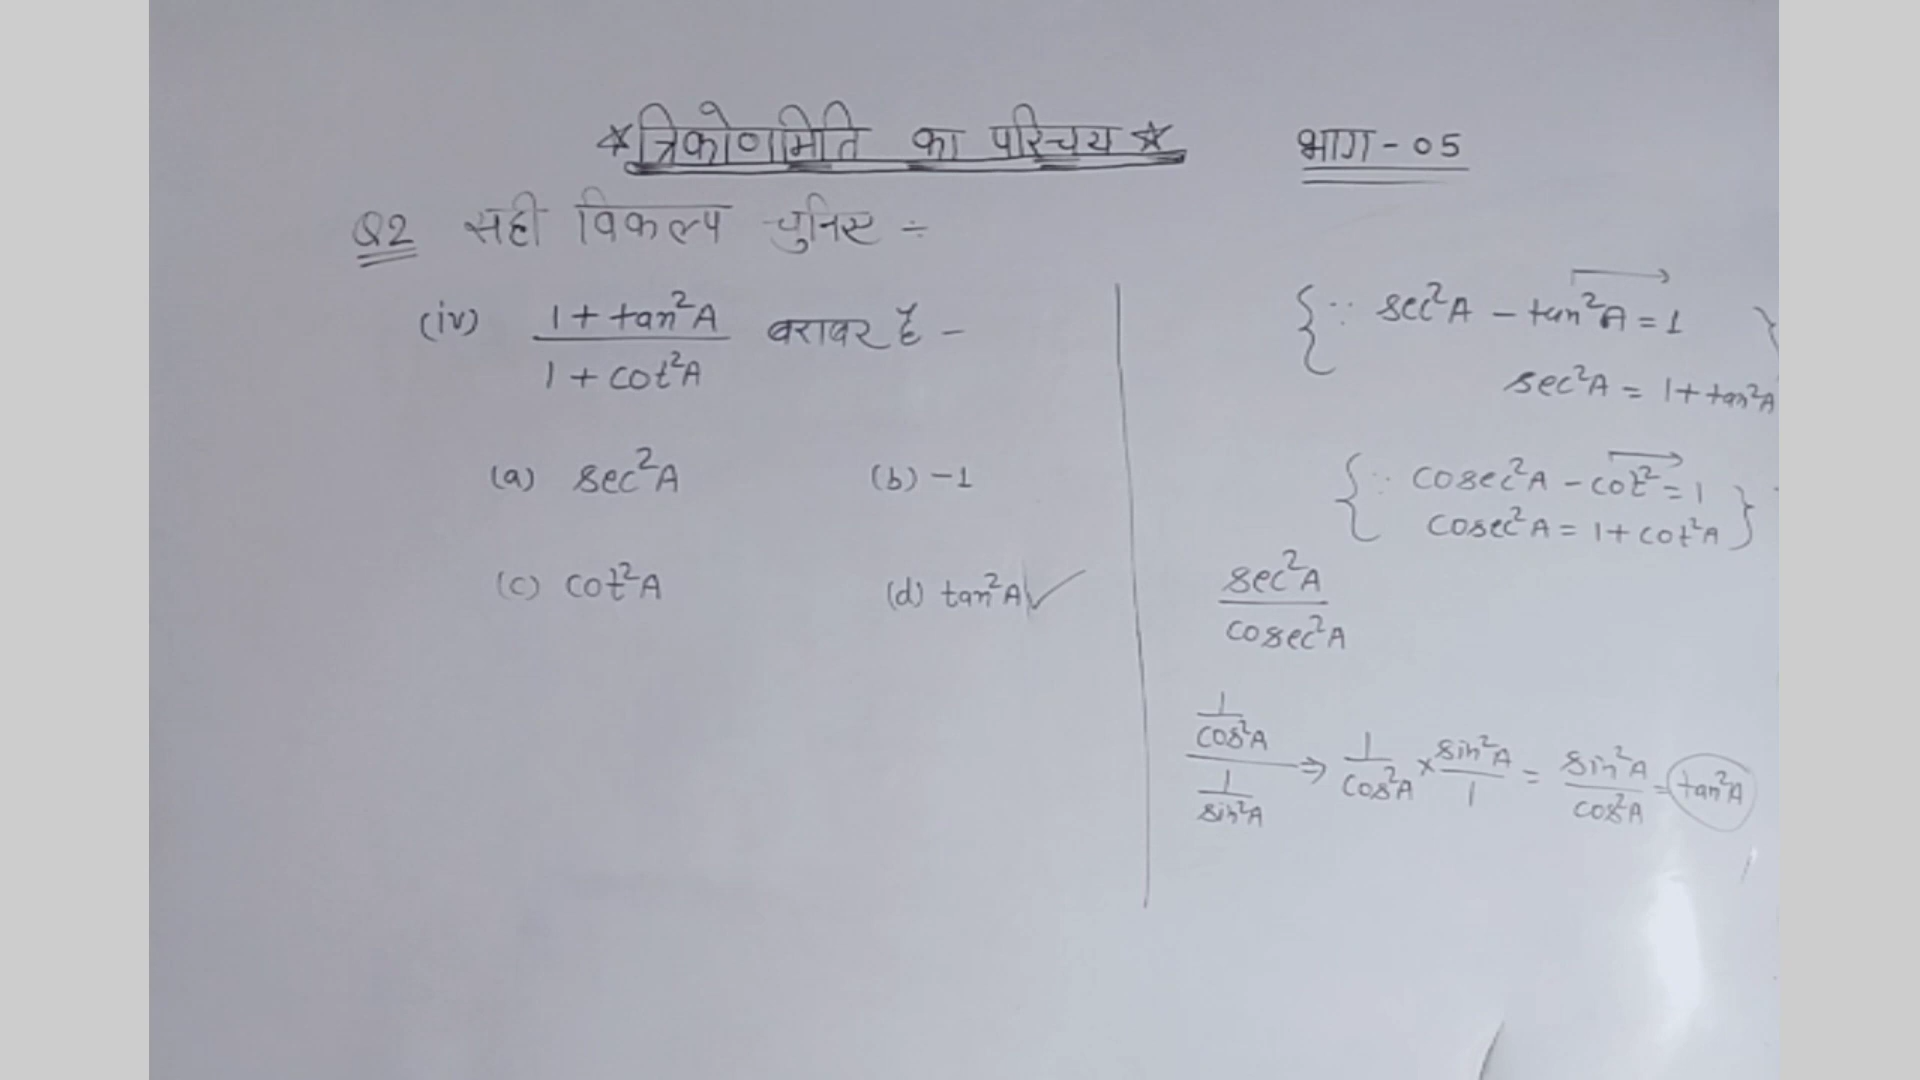 *त्रिकोणमिति का परिचय* भाग-05
Q2 सही विकल्प चुनिए ÷
(iv) (1 + tan²A)/(1 + cot²A) बराबर है -
(a) sec²A (b) -1
(c) cot²A (d) tan²A ✓
{∵ sec²A - tan²A = 1
sec²A = 1 + tan²A }
{∵ cosec²A - cot² = 1
cosec²A = 1 + cot²A }
sec²A/cosec²A
(1/cos²A)/(1/sin²A) ⇒ 1/cos²A × sin²A/1 = sin²A/cos²A = tan²A